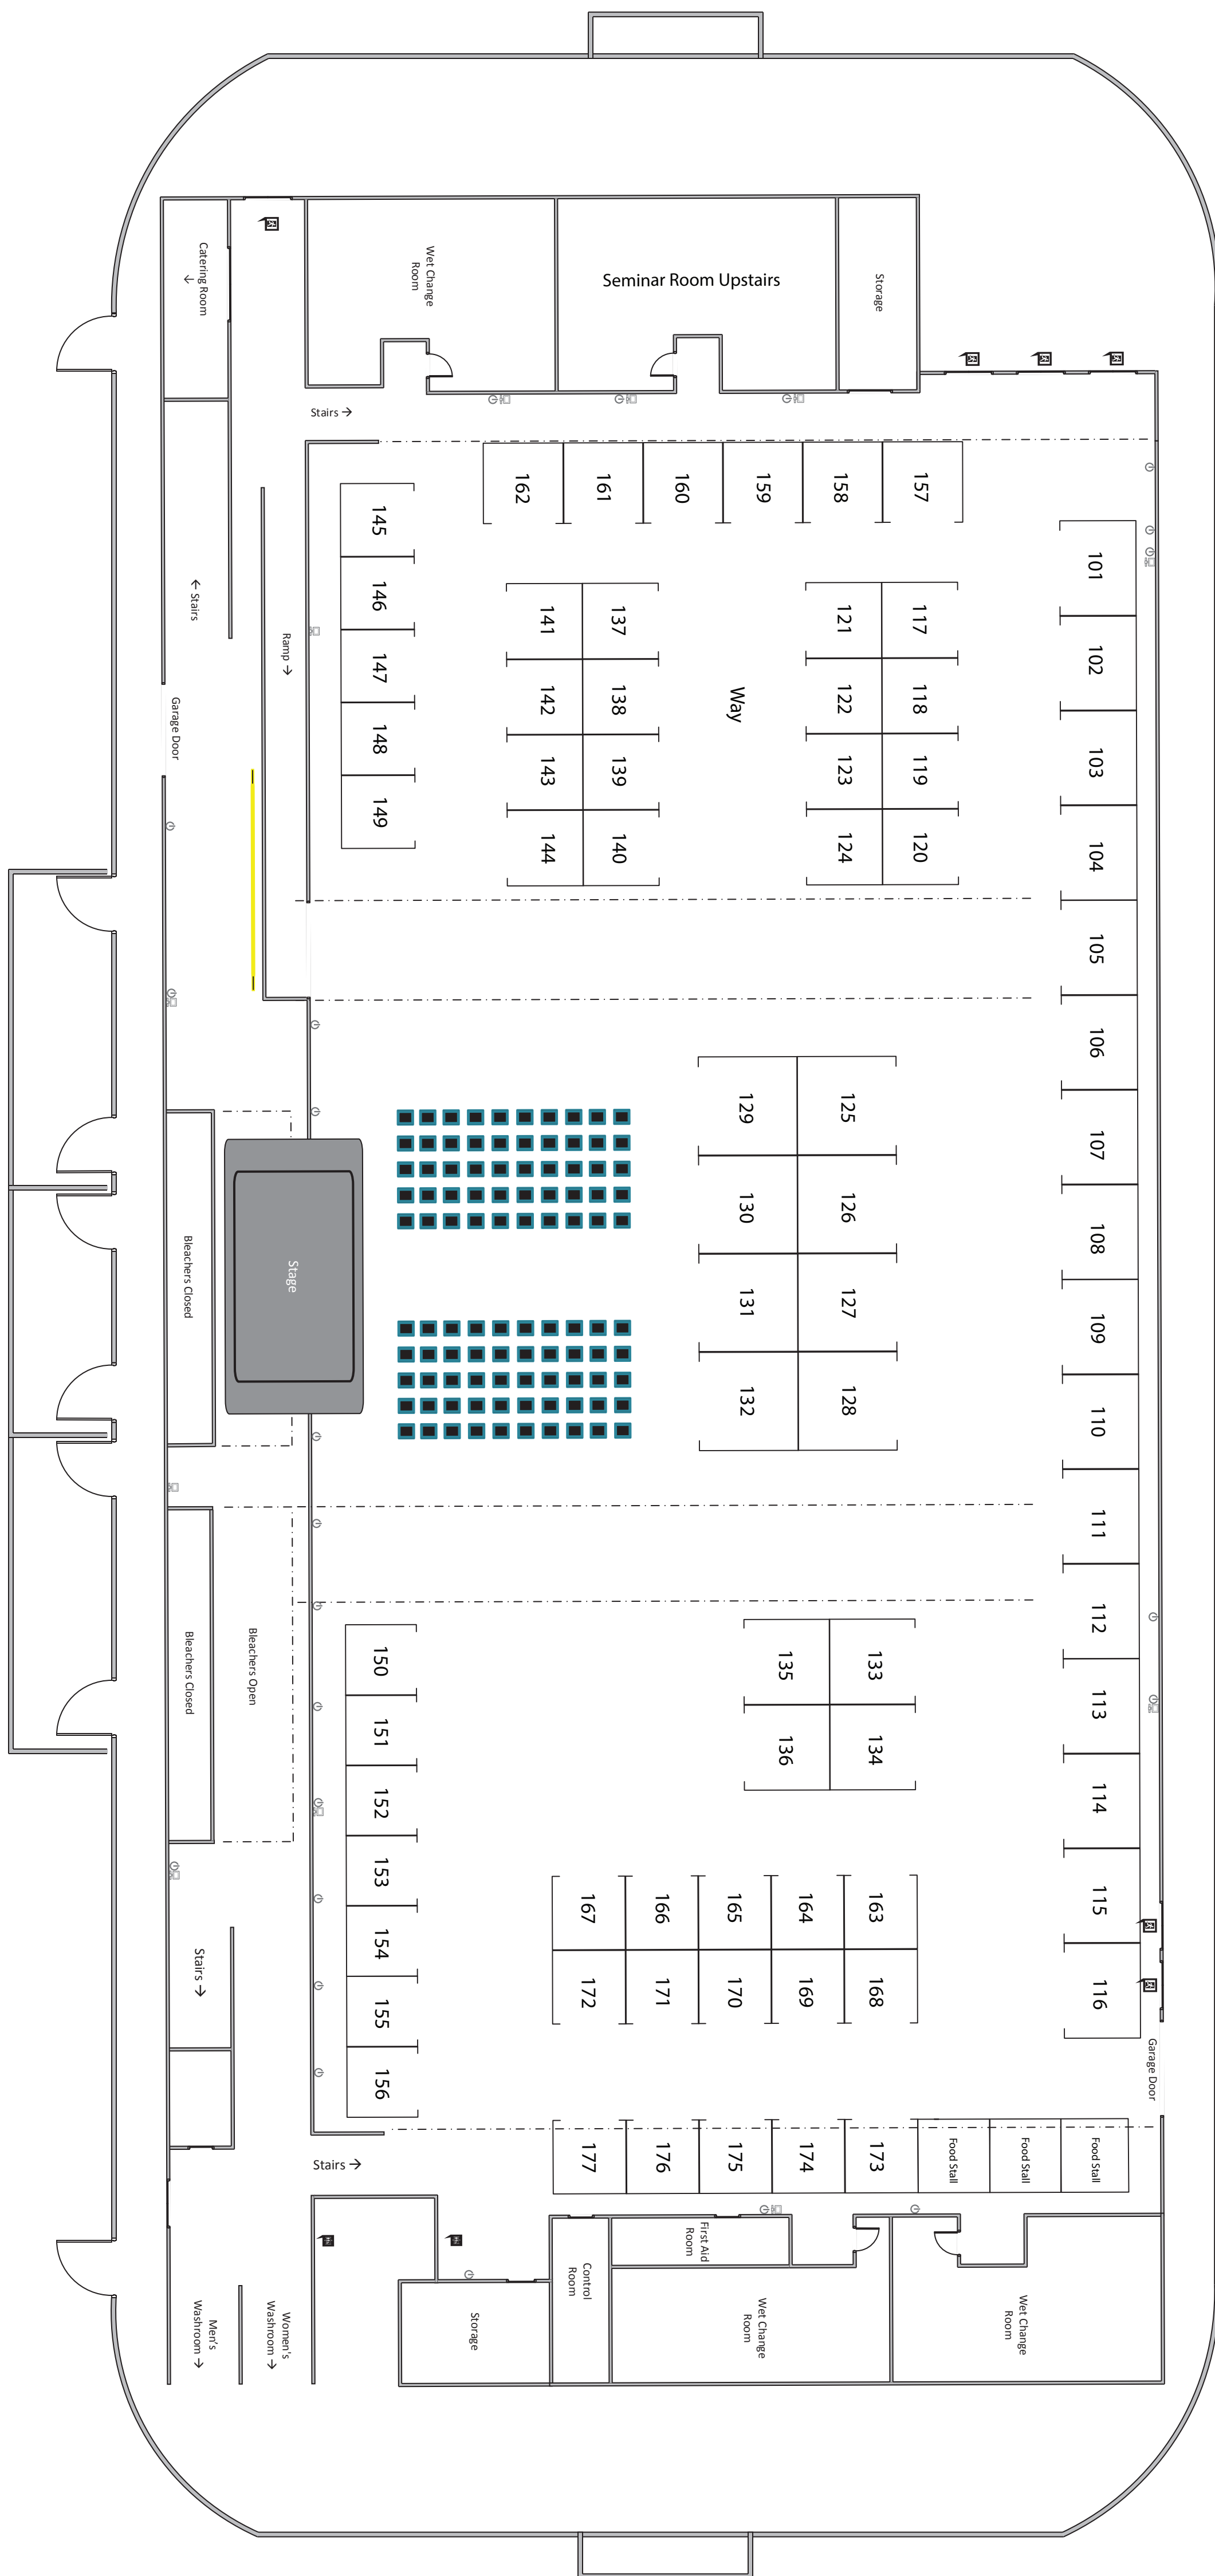 Catering Room
←
Wet Change
Room
Seminar Room Upstairs
Storage
Stairs →
← Stairs
Ramp →
Garage Door
Way
162
161
160
159
158
157
145
146
147
148
149
141
142
143
144
137
138
139
140
121
122
123
124
117
118
119
120
101
102
103
104
105
106
107
108
109
110
111
112
113
114
115
116
129
130
131
132
125
126
127
128
Stage
Bleachers Closed
Bleachers Closed
Bleachers Open
135
136
133
134
150
151
152
153
154
155
156
167
166
165
164
163
172
171
170
169
168
Stairs →
Garage Door
Stairs →
177
176
175
174
173
Food Stall
Food Stall
Food Stall
First Aid
Room
Control
Room
Storage
Wet Change
Room
Wet Change
Room
Men's
Washroom →
Women's
Washroom →